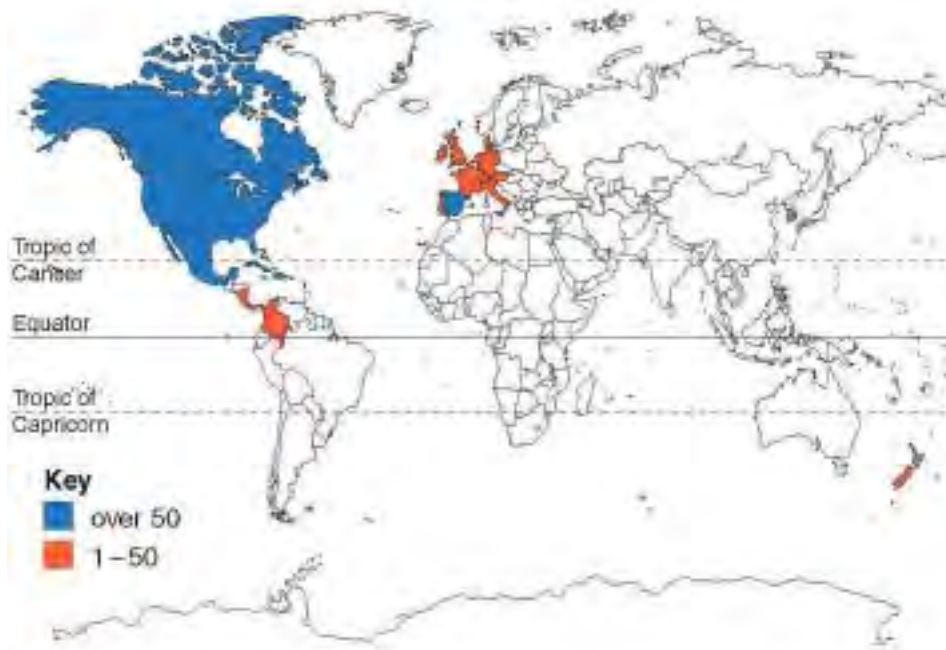 Tropic of
Cancer
Equator
Tropic of
Capricorn
Key
over 50
1–50